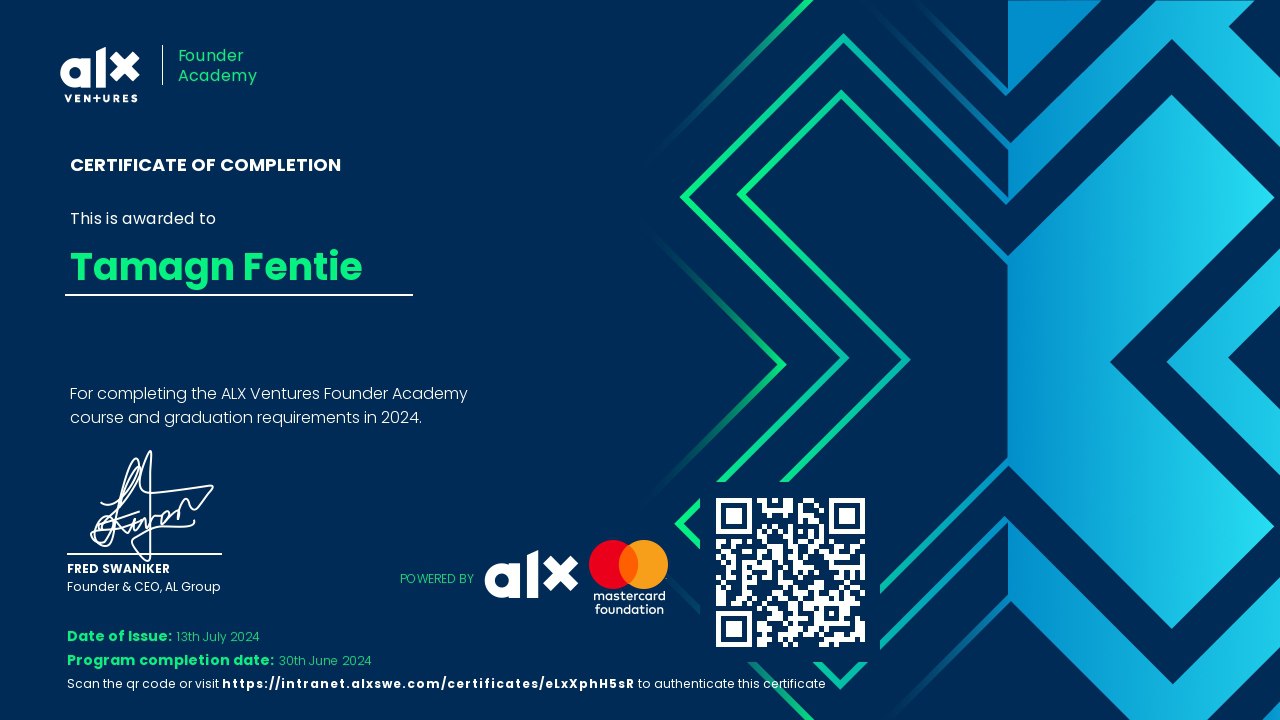 alx
VENTURES
Founder
Academy
CERTIFICATE OF COMPLETION
This is awarded to
Tamagn Fentie
For completing the ALX Ventures Founder Academy
course and graduation requirements in 2024.
FRED SWANIKER
Founder & CEO, AL Group
POWERED BY
alx
mastercard
foundation
Date of Issue: 13th July 2024
Program completion date: 30th June 2024
Scan the qr code or visit https://intranet.alxswe.com/certificates/eLxXphH5sR to authenticate this certificate